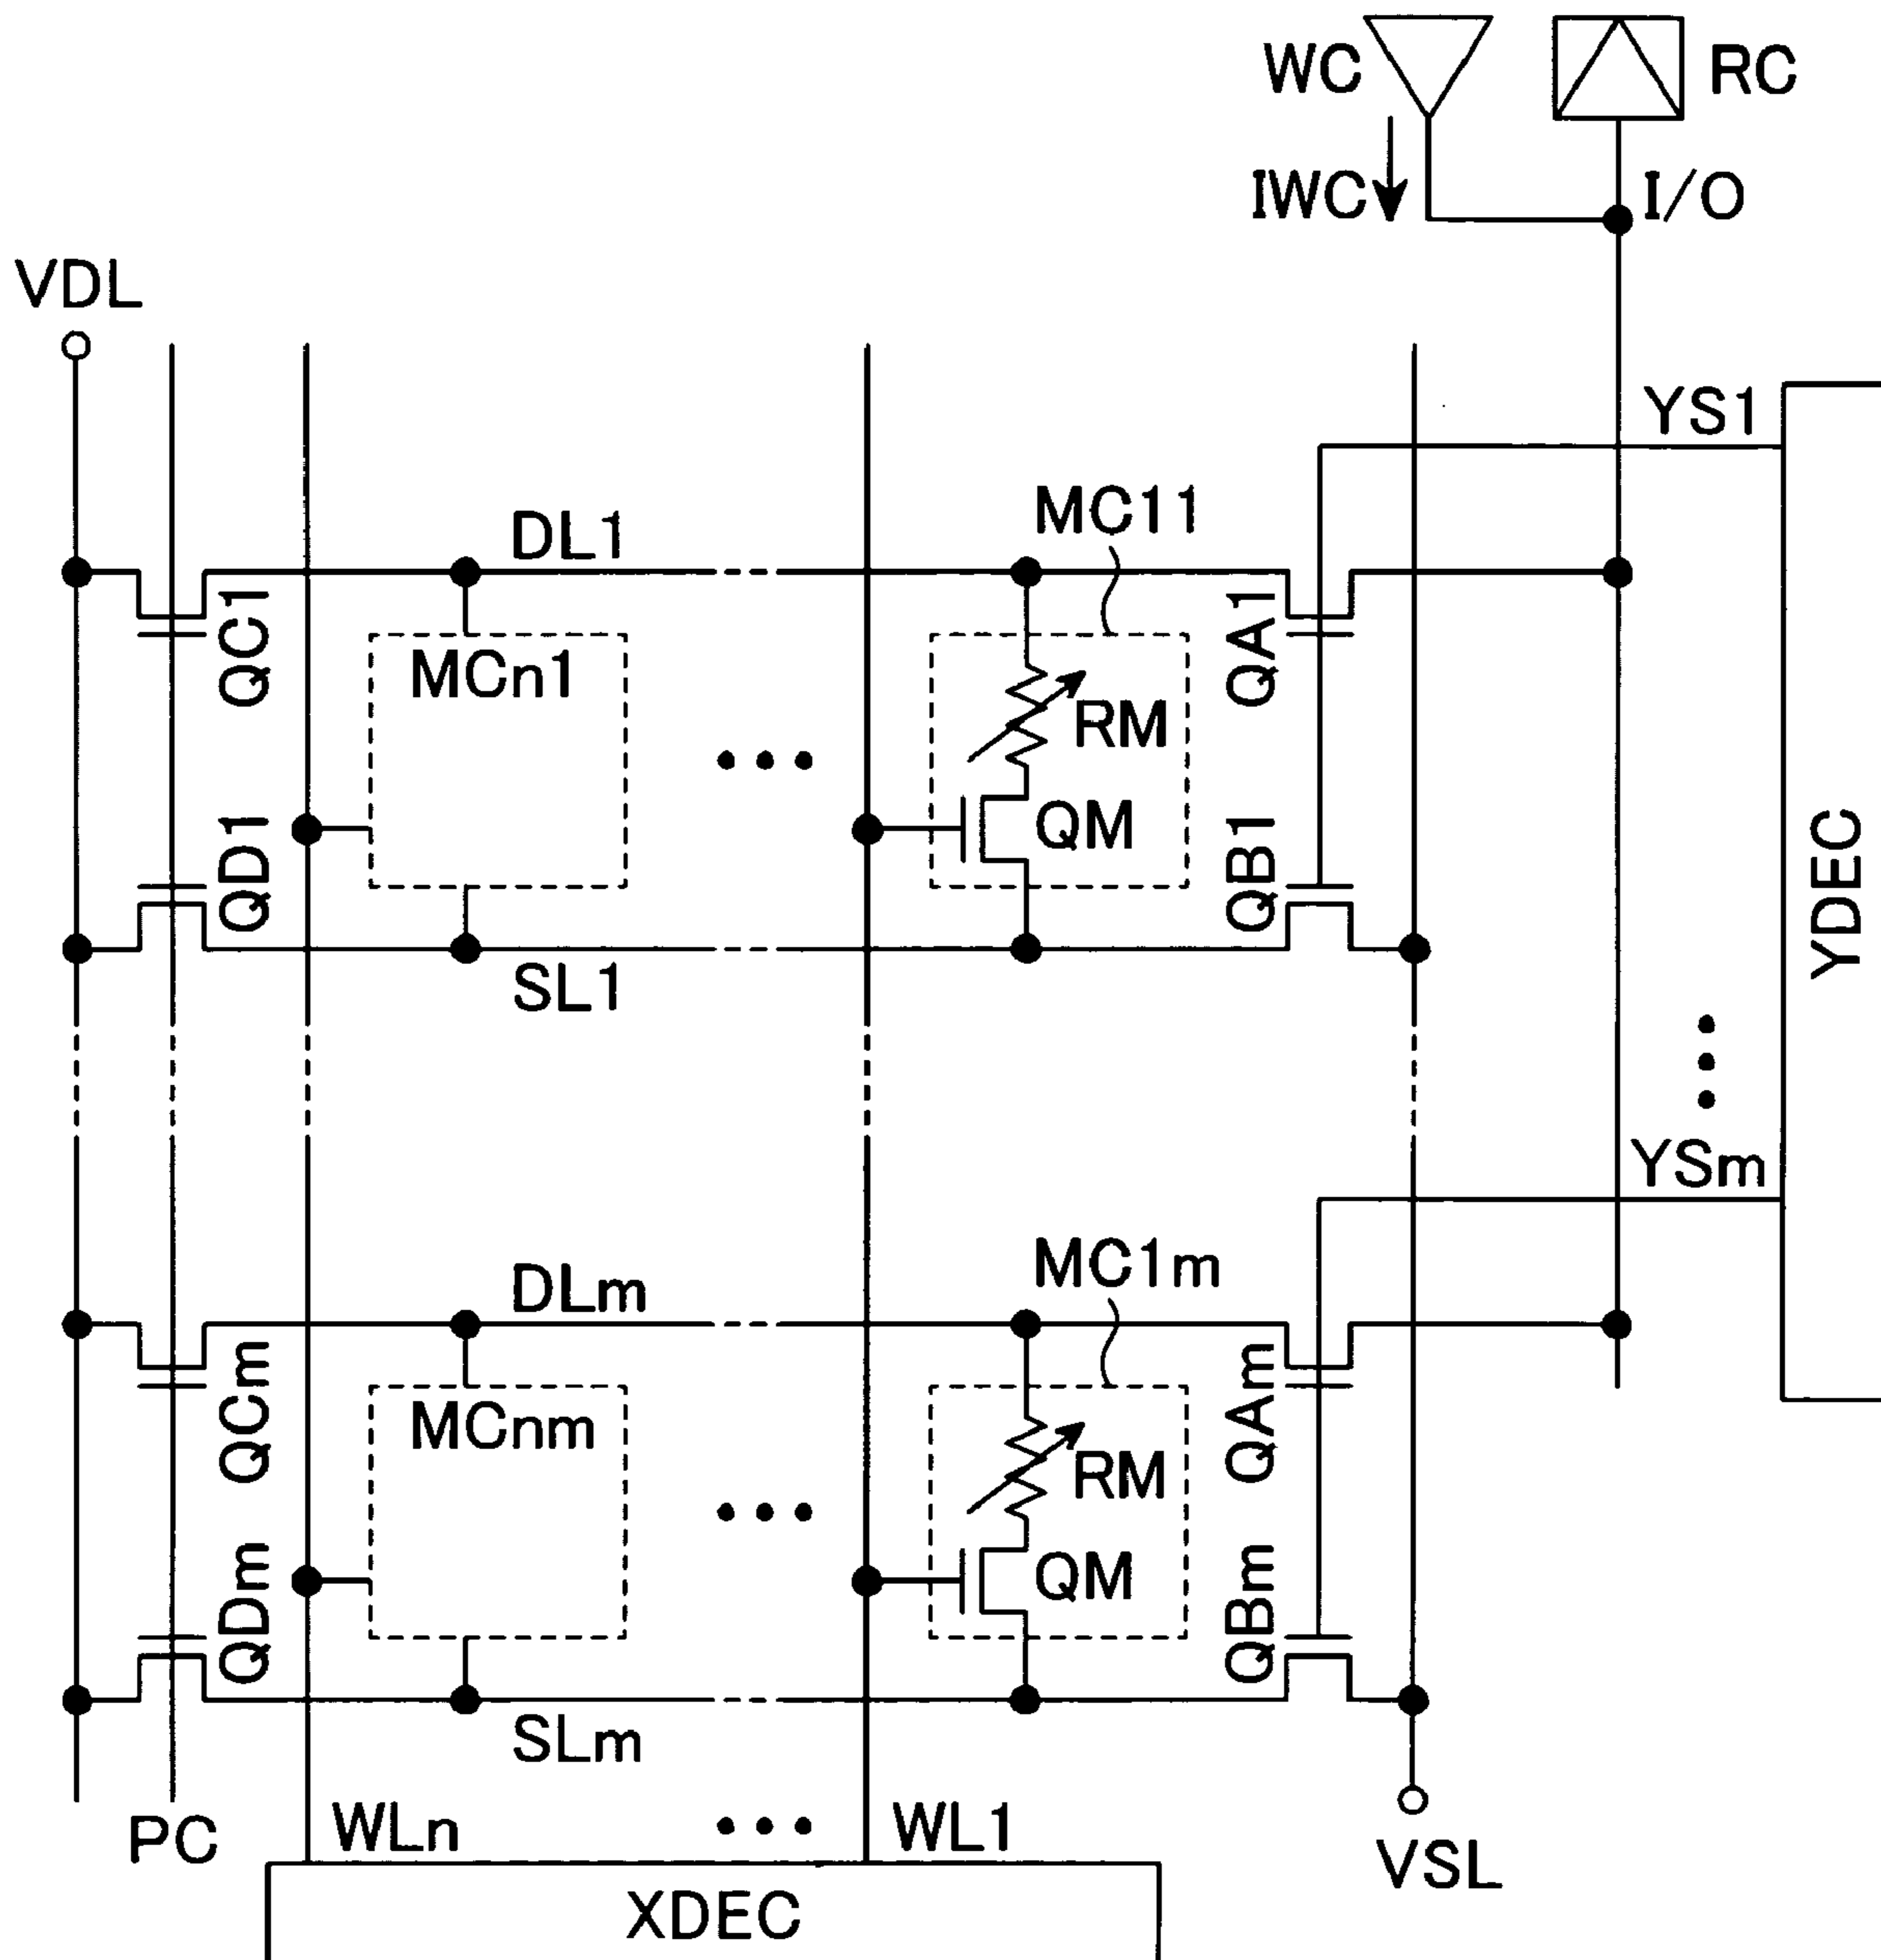 WC
RC
IWC
I/O
VDL
YS1
DL1
MC11
QC1
QA1
MCn1
RM
QM
QD1
QB1
YDEC
SL1
YSm
DLm
MC1m
QCm
QAm
MCnm
RM
QM
QDm
QBm
SLm
PC
WLn
WL1
VSL
XDEC